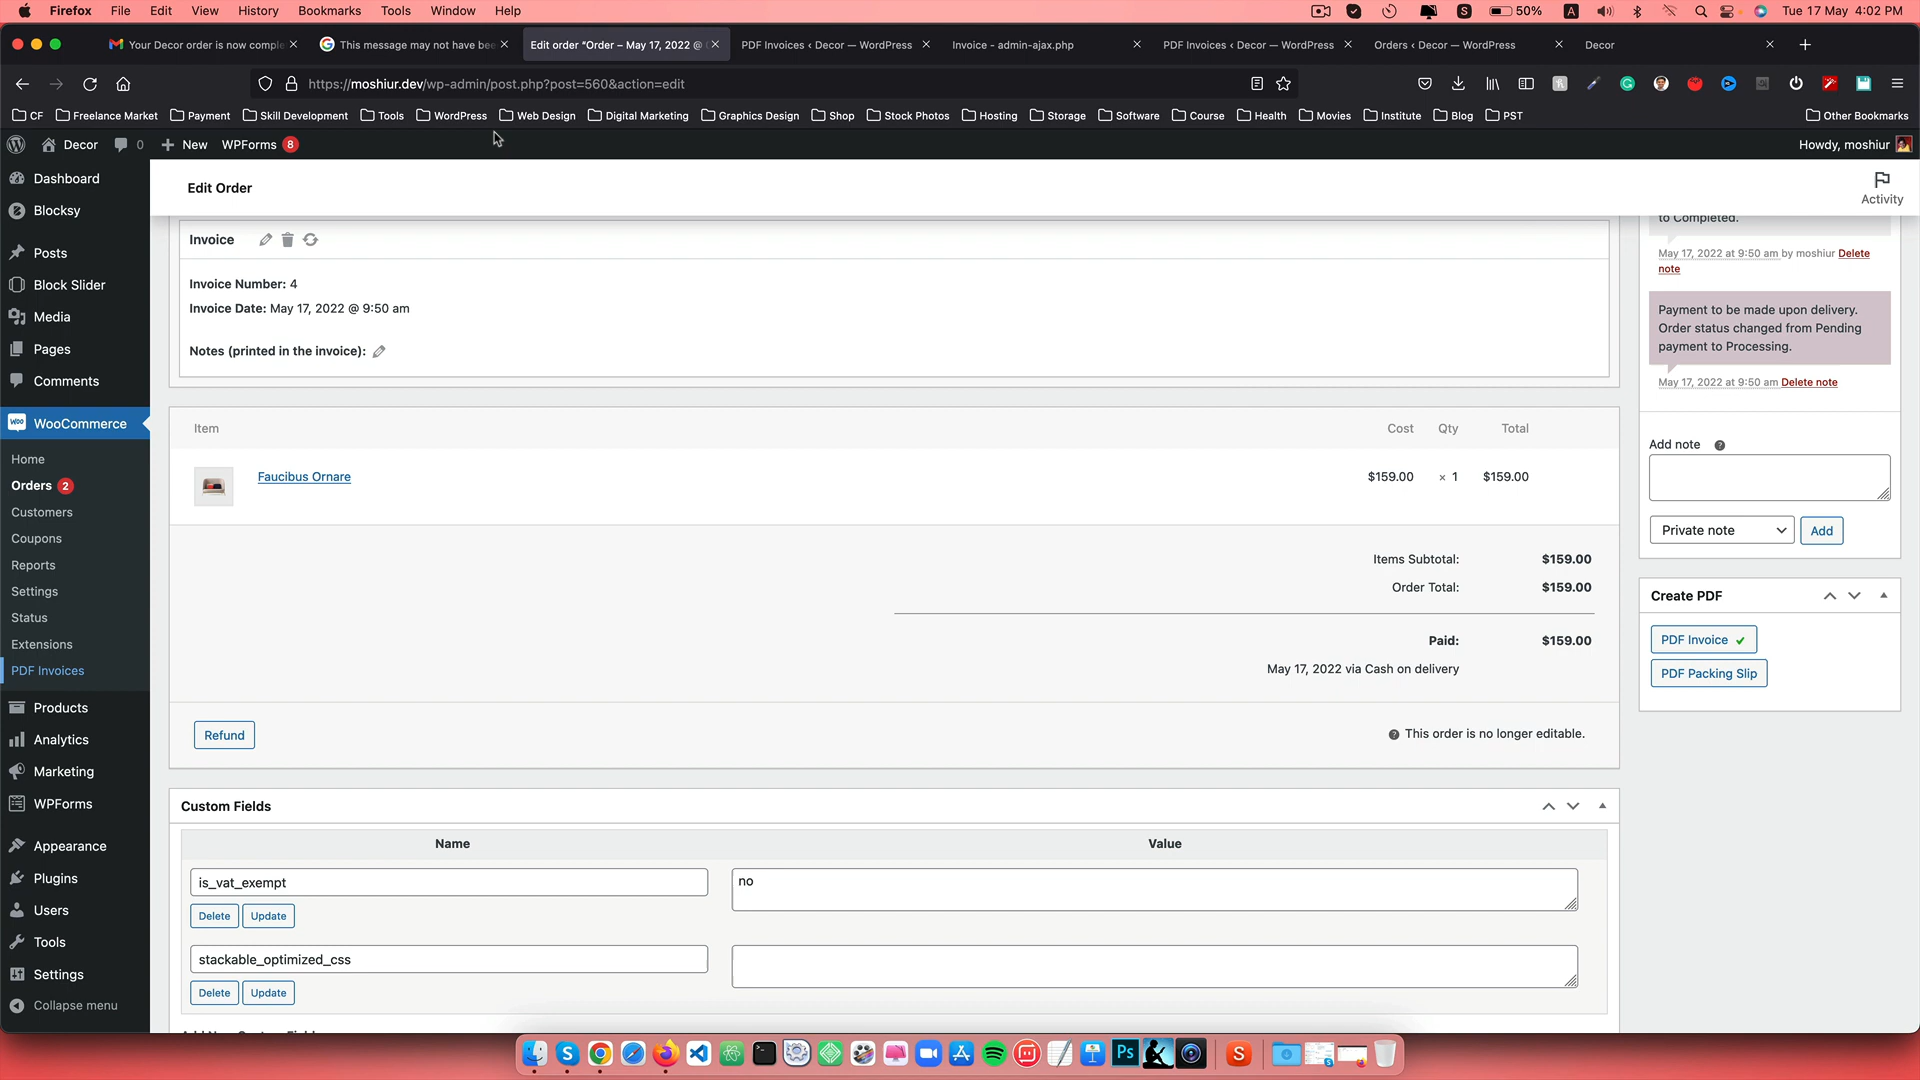 Firefox File Edit View History Bookmarks Tools Window Help
50% A Tue 17 May 4:02 PM
Your Decor order is now comple
This message may not have bee
Edit order "Order – May 17, 2022 @
PDF Invoices ‹ Decor — WordPress
Invoice - admin-ajax.php
PDF Invoices ‹ Decor — WordPress
Orders ‹ Decor — WordPress
Decor
https://moshiur.dev/wp-admin/post.php?post=560&action=edit
CF Freelance Market Payment Skill Development Tools WordPress Web Design Digital Marketing Graphics Design Shop Stock Photos Hosting Storage Software Course Health Movies Institute Blog PST Other Bookmarks
Decor 0 New WPForms 8 Howdy, moshiur
Dashboard
Blocksy
Posts
Block Slider
Media
Pages
Comments
WooCommerce
Home
Orders 2
Customers
Coupons
Reports
Settings
Status
Extensions
PDF Invoices
Products
Analytics
Marketing
WPForms
Appearance
Plugins
Users
Tools
Settings
Collapse menu
Edit Order
Activity
Invoice
Invoice Number: 4
Invoice Date: May 17, 2022 @ 9:50 am
Notes (printed in the invoice):
Item Cost Qty Total
Faucibus Ornare $159.00 × 1 $159.00
Items Subtotal: $159.00
Order Total: $159.00
Paid: $159.00
May 17, 2022 via Cash on delivery
Refund
This order is no longer editable.
Custom Fields
Name Value
is_vat_exempt no
Delete Update
stackable_optimized_css
Delete Update
to Completed.
May 17, 2022 at 9:50 am by moshiur Delete
note
Payment to be made upon delivery.
Order status changed from Pending
payment to Processing.
May 17, 2022 at 9:50 am Delete note
Add note
Private note Add
Create PDF
PDF Invoice
PDF Packing Slip